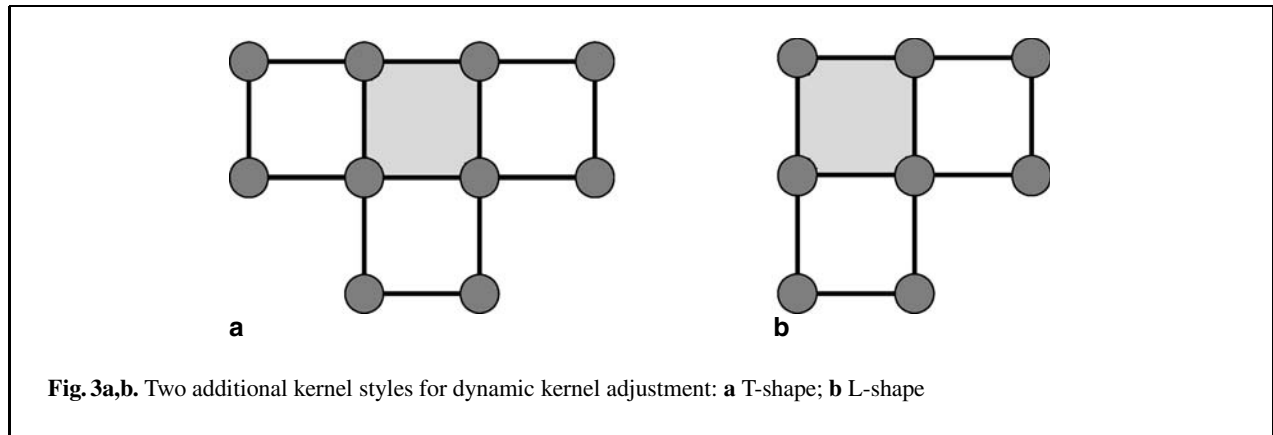 a
b
Fig. 3a,b. Two additional kernel styles for dynamic kernel adjustment: a T-shape; b L-shape